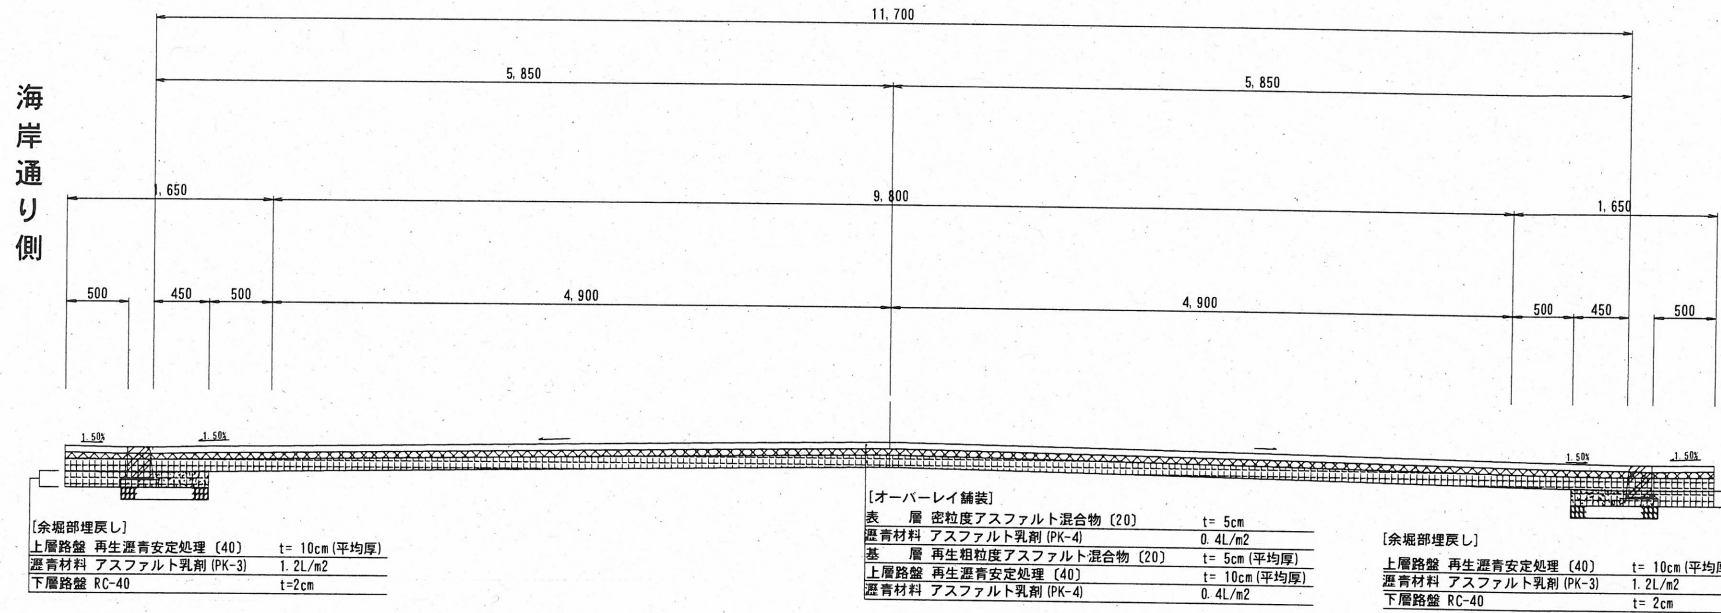 11,700
5,850
5,850
海岸通り側
1,650
9,800
1,650
500
450
500
4,900
4,900
500
450
500
1.50%
1.50%
1.50%
1.50%
[余堀部埋戻し]
上層路盤 再生瀝青安定処理 〔40〕 t= 10cm(平均厚)
瀝青材料 アスファルト乳剤(PK-3) 1.2L/m2
下層路盤 RC-40 t=2cm
[オーバーレイ舗装]
表 層 密粒度アスファルト混合物 〔20〕 t= 5cm
瀝青材料 アスファルト乳剤(PK-4) 0.4L/m2
基 層 再生粗粒度アスファルト混合物 〔20〕 t= 5cm(平均厚)
上層路盤 再生瀝青安定処理 〔40〕 t= 10cm(平均厚)
瀝青材料 アスファルト乳剤(PK-4) 0.4L/m2
[余堀部埋戻し]
上層路盤 再生瀝青安定処理 〔40〕 t= 10cm(平均厚
瀝青材料 アスファルト乳剤(PK-3) 1.2L/m2
下層路盤 RC-40 t= 2cm